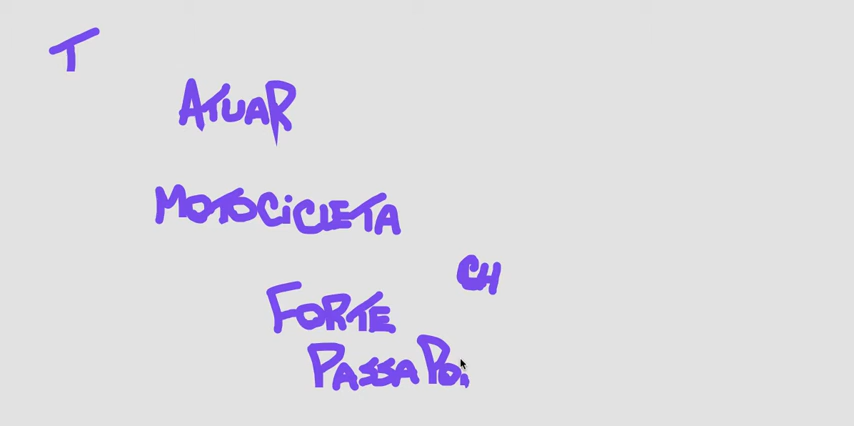 T
ATUAR
MOTOCiCLETA
CH
FORTE
PASSAPO